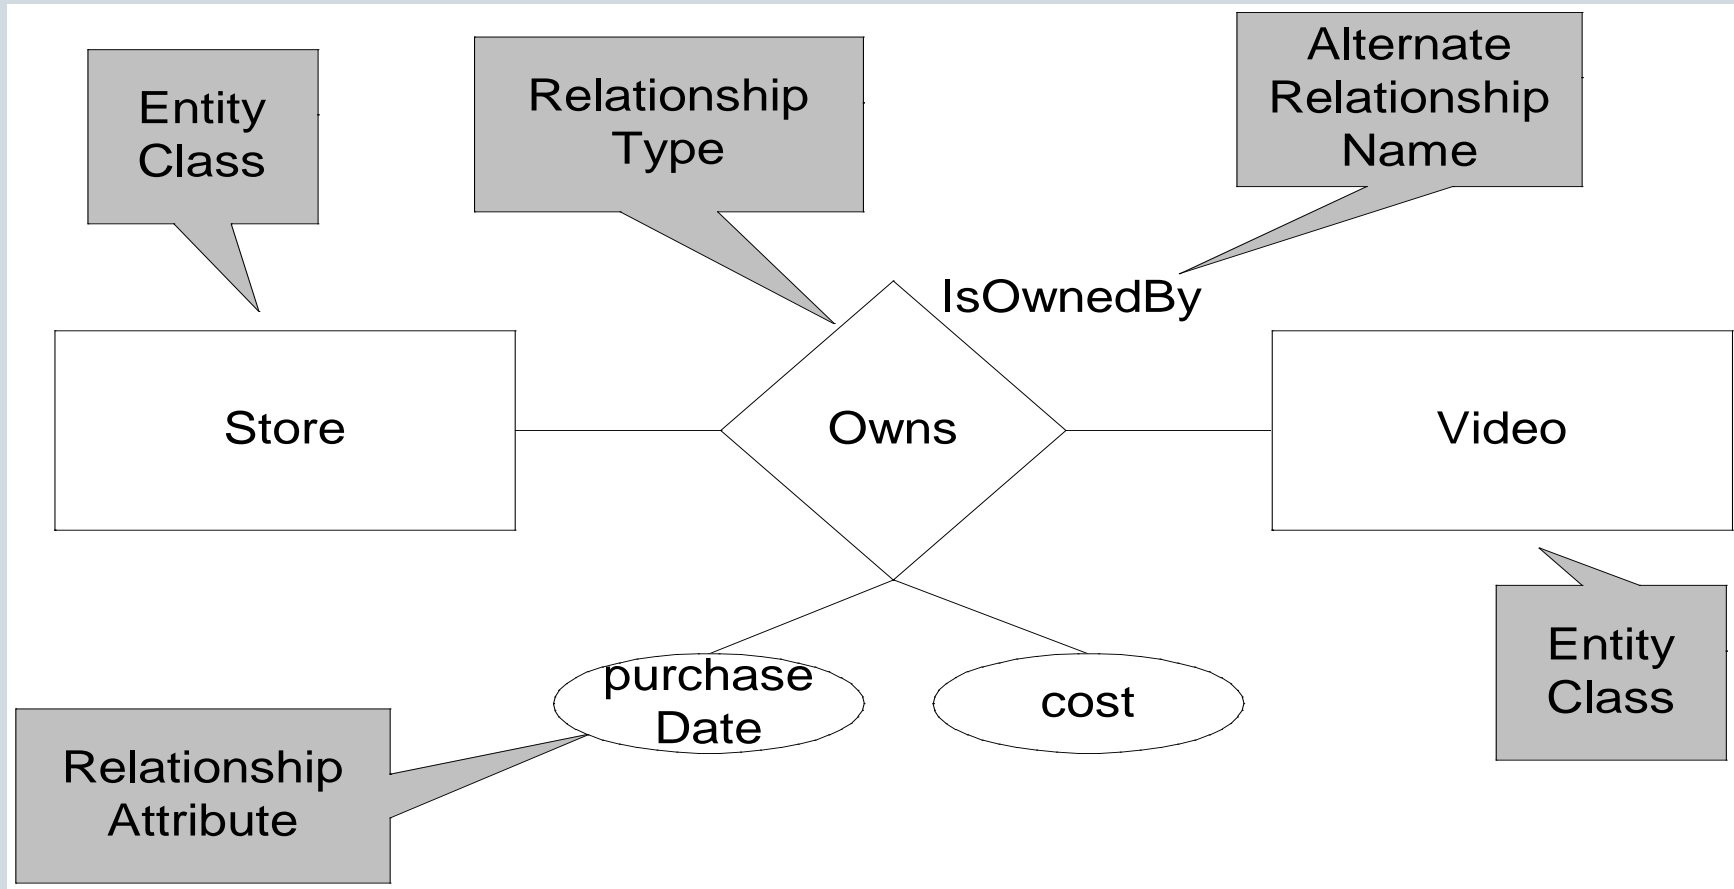 Entity
Class
Relationship
Type
Alternate
Relationship
Name
IsOwnedBy
Store
Owns
Video
purchase
Date
cost
Entity
Class
Relationship
Attribute